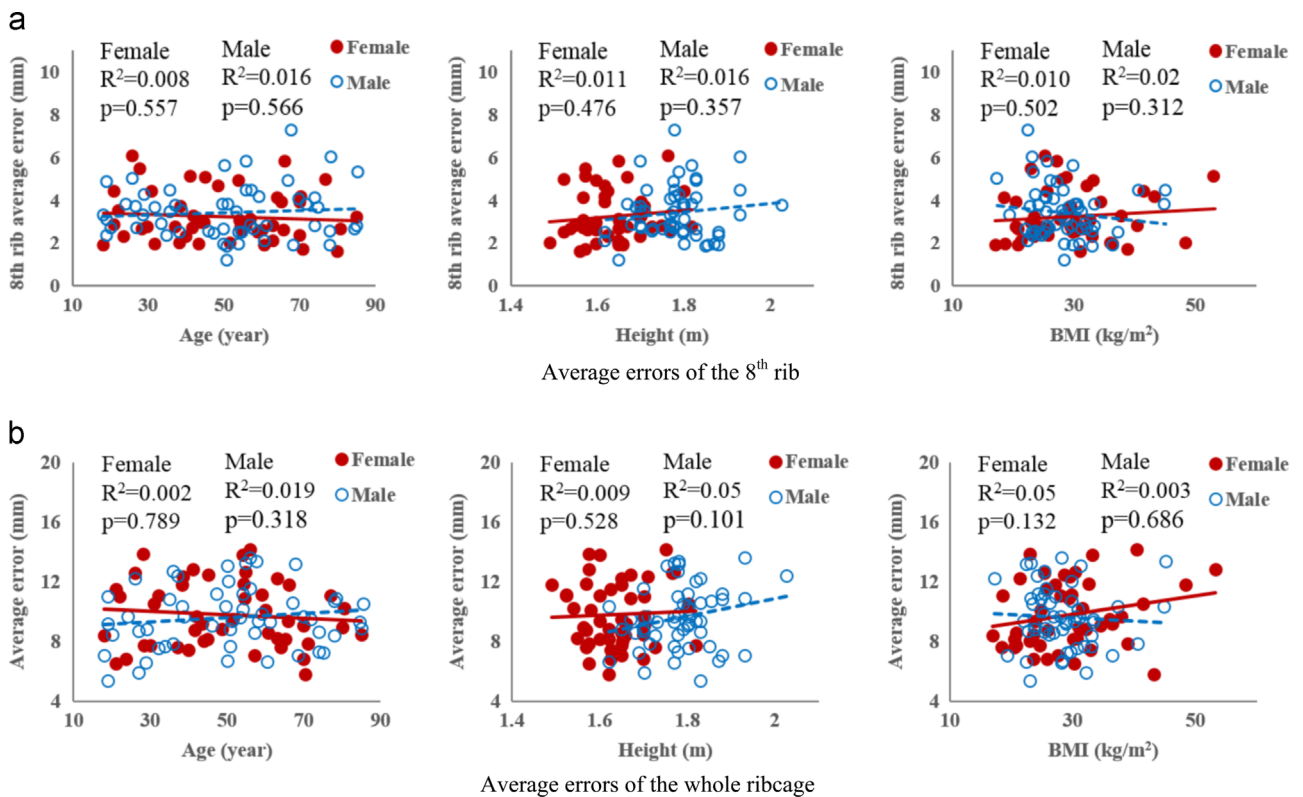 a
Female
R²=0.008
p=0.557
Male
R²=0.016
p=0.566
Female
Male
10
8
6
4
2
0
8th rib average error (mm)
10
30
50
70
90
Age (year)
Female
R²=0.011
p=0.476
Male
R²=0.016
p=0.357
Female
Male
10
8
6
4
2
0
8th rib average error (mm)
1.4
1.6
1.8
2
Height (m)
Female
R²=0.010
p=0.502
Male
R²=0.02
p=0.312
Female
Male
10
8
6
4
2
0
8th rib average error (mm)
10
30
50
BMI (kg/m²)
Average errors of the 8th rib
b
Female
R²=0.002
p=0.789
Male
R²=0.019
p=0.318
Female
Male
20
16
12
8
4
Average error (mm)
10
30
50
70
90
Age (year)
Female
R²=0.009
p=0.528
Male
R²=0.05
p=0.101
Female
Male
20
16
12
8
4
Average error (mm)
1.4
1.6
1.8
2
Height (m)
Female
R²=0.05
p=0.132
Male
R²=0.003
p=0.686
Female
Male
20
16
12
8
4
Average error (mm)
10
30
50
BMI (kg/m²)
Average errors of the whole ribcage